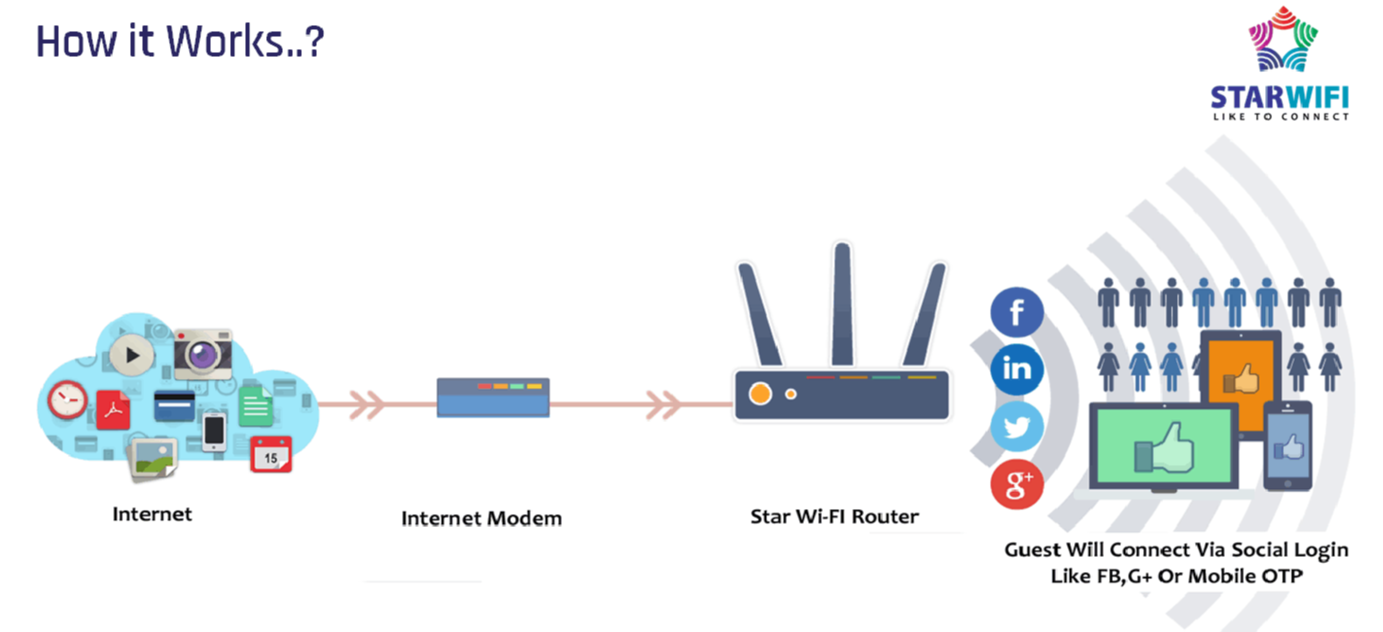 How it Works..?
STARWIFI
LIKE TO CONNECT
f
in
g+
15
Internet
Internet Modem
Star Wi-FI Router
Guest Will Connect Via Social Login
Like FB,G+ Or Mobile OTP